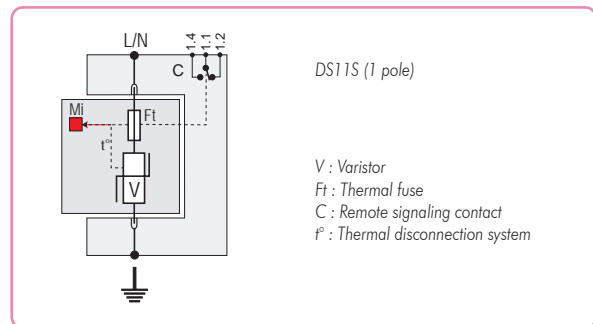 L/N
1.4
1.1
1.2
C
DS11S (1 pole)
Mi
Ft
t°
V
V : Varistor
Ft : Thermal fuse
C : Remote signaling contact
t° : Thermal disconnection system